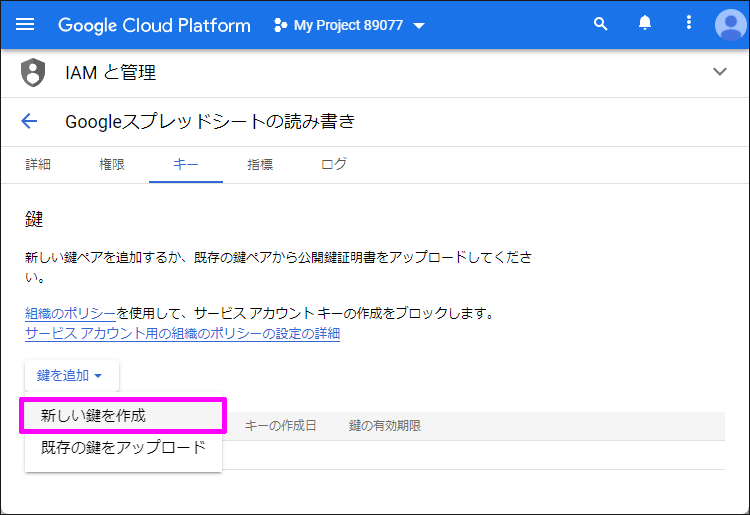 Google Cloud Platform My Project 89077
IAM と管理
Googleスプレッドシートの読み書き
詳細 権限 キー 指標 ログ
鍵
新しい鍵ペアを追加するか、既存の鍵ペアから公開鍵証明書をアップロードしてくださ
い。
組織のポリシーを使用して、サービス アカウント キーの作成をブロックします。
サービス アカウント用の組織のポリシーの設定の詳細
鍵を追加
新しい鍵を作成
キーの作成日 鍵の有効期限
既存の鍵をアップロード